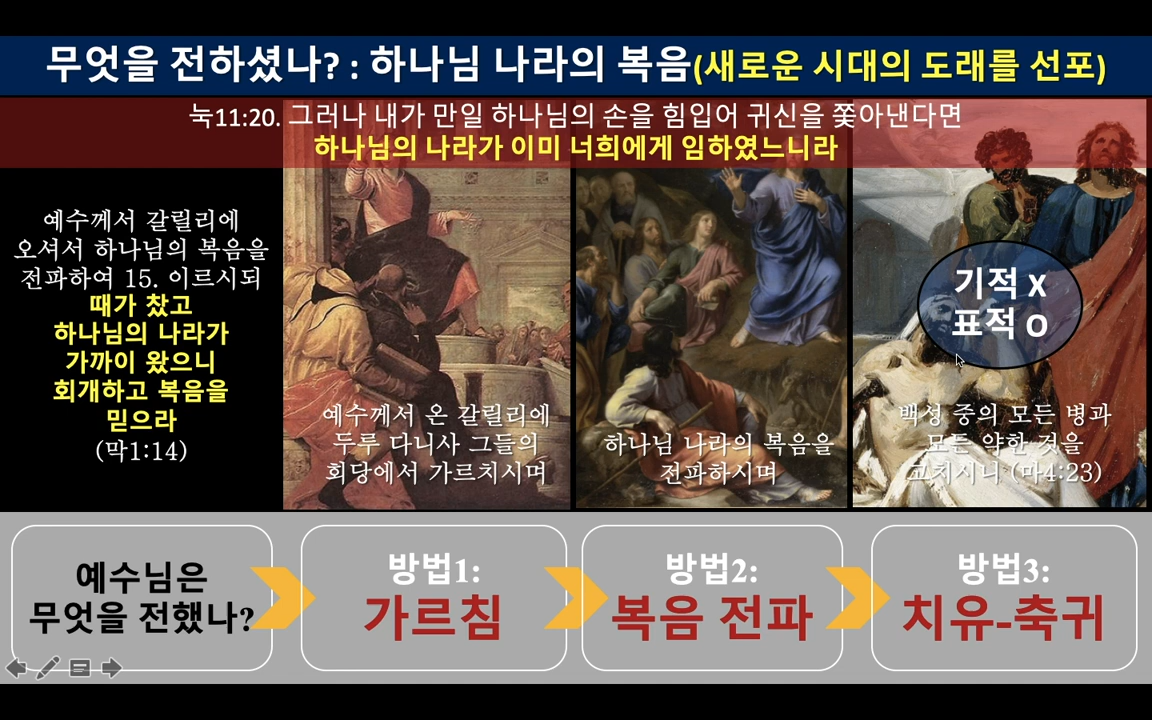 무엇을 전하셨나? : 하나님 나라의 복음(새로운 시대의 도래를 선포)
눅11:20. 그러나 내가 만일 하나님의 손을 힘입어 귀신을 쫓아낸다면
하나님의 나라가 이미 너희에게 임하였느니라
예수께서 갈릴리에
오셔서 하나님의 복음을
전파하여 15. 이르시되
때가 찼고
하나님의 나라가
가까이 왔으니
회개하고 복음을
믿으라
(막1:14)
예수께서 온 갈릴리에
두루 다니사 그들의
회당에서 가르치시며
하나님 나라의 복음을
전파하시며
기적 X
표적 O
백성 중의 모든 병과
모든 약한 것을
고치시니 (마4:23)
예수님은
무엇을 전했나?
방법1:
가르침
방법2:
복음 전파
방법3:
치유-축귀